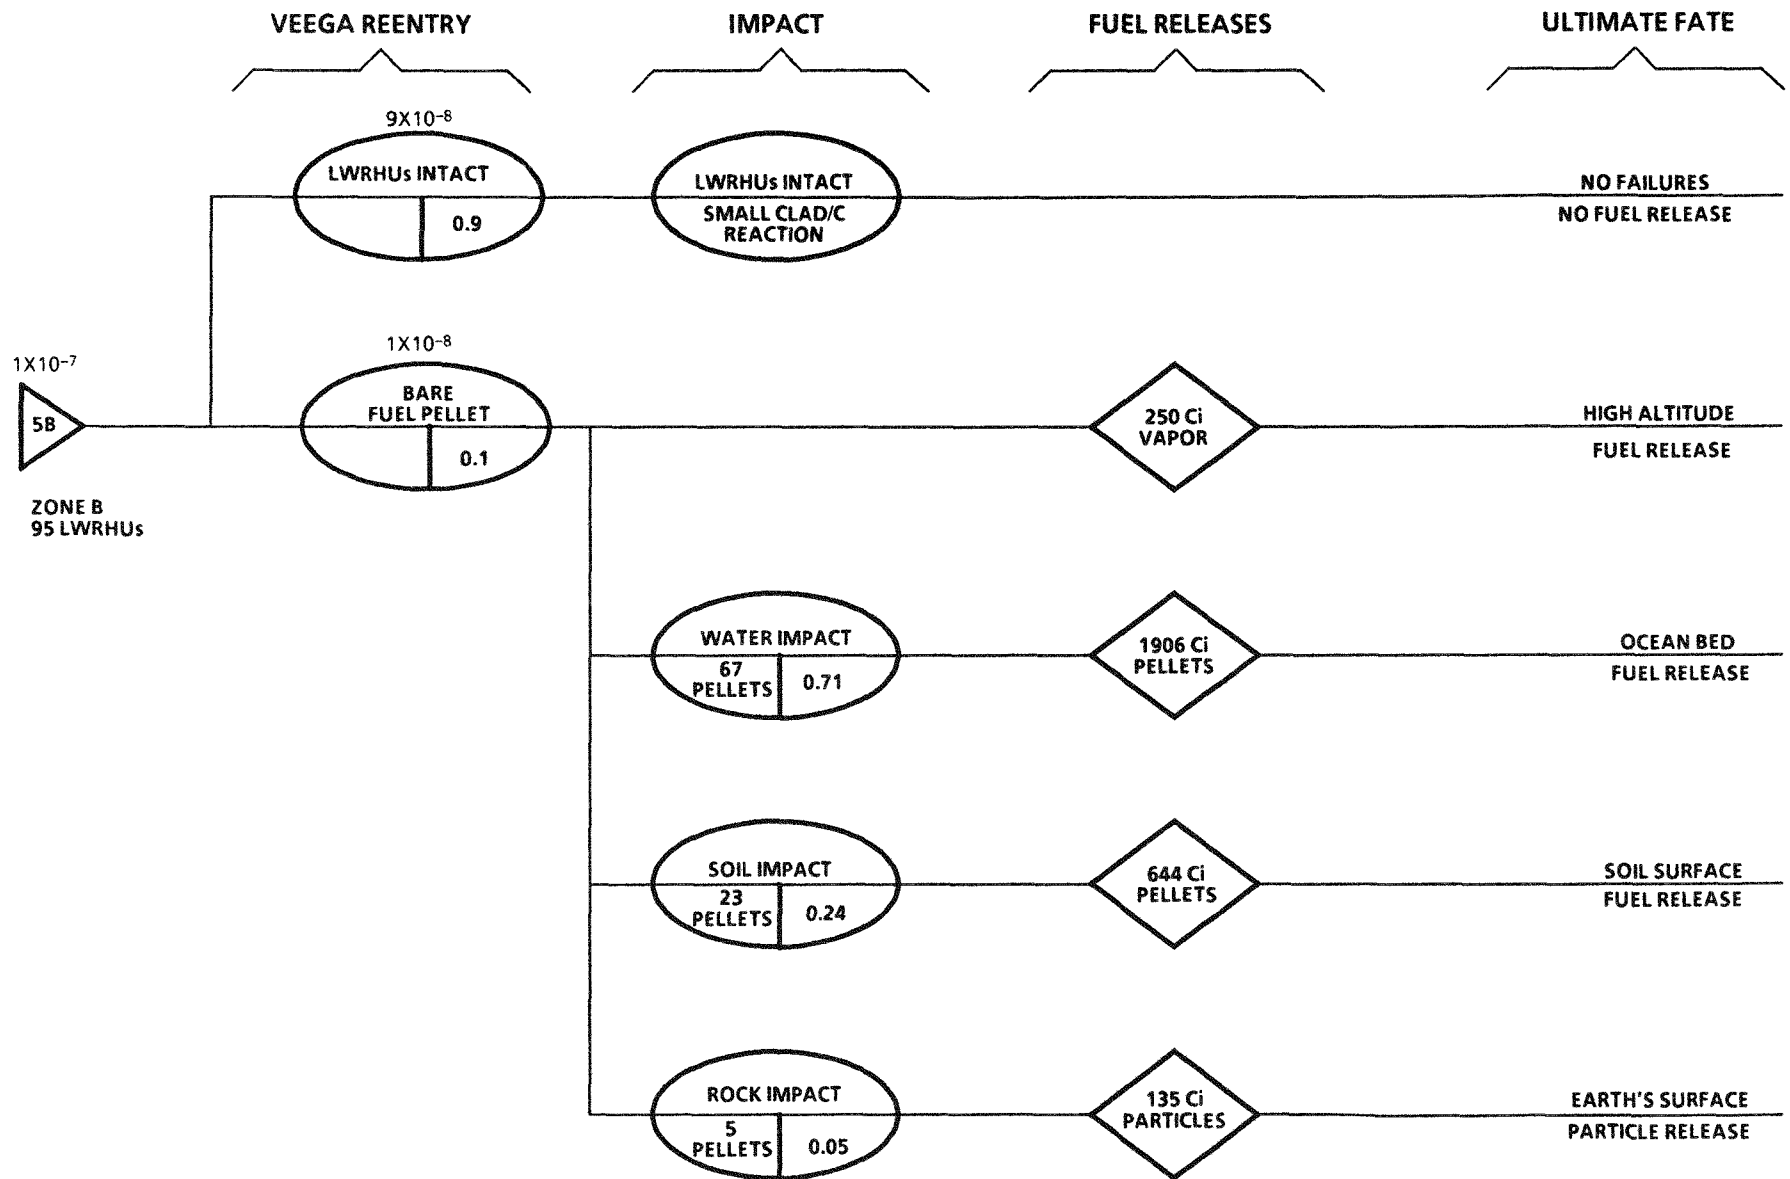 VEEGA REENTRY
IMPACT
FUEL RELEASES
ULTIMATE FATE
9X10⁻⁸
LWRHUs INTACT
0.9
LWRHUs INTACT
SMALL CLAD/C
REACTION
NO FAILURES
NO FUEL RELEASE
1X10⁻⁷
5B
ZONE B
95 LWRHUs
1X10⁻⁸
BARE
FUEL PELLET
0.1
250 Ci
VAPOR
HIGH ALTITUDE
FUEL RELEASE
WATER IMPACT
67
PELLETS
0.71
1906 Ci
PELLETS
OCEAN BED
FUEL RELEASE
SOIL IMPACT
23
PELLETS
0.24
644 Ci
PELLETS
SOIL SURFACE
FUEL RELEASE
ROCK IMPACT
5
PELLETS
0.05
135 Ci
PARTICLES
EARTH'S SURFACE
PARTICLE RELEASE